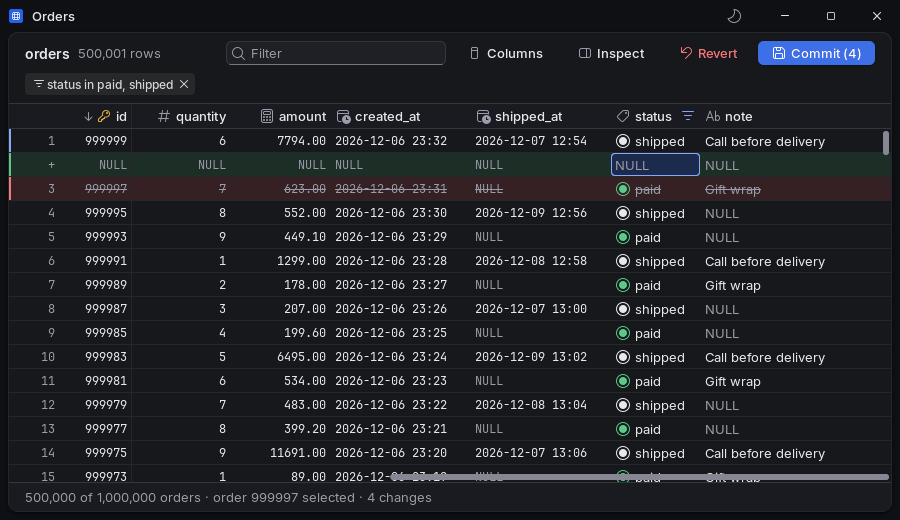 Orders
orders 500,001 rows Filter Columns Inspect Revert Commit (4)
status in paid, shipped
id quantity amount created_at shipped_at status Ab note
1 999999 6 7794.00 2026-12-06 23:32 2026-12-07 12:54 shipped Call before delivery
+ NULL NULL NULL NULL NULL NULL NULL
3 999997 7 623.00 2026-12-06 23:31 NULL paid Gift wrap
4 999995 8 552.00 2026-12-06 23:30 2026-12-09 12:56 shipped NULL
5 999993 9 449.10 2026-12-06 23:29 NULL paid NULL
6 999991 1 1299.00 2026-12-06 23:28 2026-12-08 12:58 shipped Call before delivery
7 999989 2 178.00 2026-12-06 23:27 NULL paid Gift wrap
8 999987 3 207.00 2026-12-06 23:26 2026-12-07 13:00 shipped NULL
9 999985 4 199.60 2026-12-06 23:25 NULL paid NULL
10 999983 5 6495.00 2026-12-06 23:24 2026-12-09 13:02 shipped Call before delivery
11 999981 6 534.00 2026-12-06 23:23 NULL paid Gift wrap
12 999979 7 483.00 2026-12-06 23:22 2026-12-08 13:04 shipped NULL
13 999977 8 399.20 2026-12-06 23:21 NULL paid NULL
14 999975 9 11691.00 2026-12-06 23:20 2026-12-07 13:06 shipped Call before delivery
15 999973 1 89.00 2026-12-06 23:19 NULL paid Gift wrap
500,000 of 1,000,000 orders · order 999997 selected · 4 changes